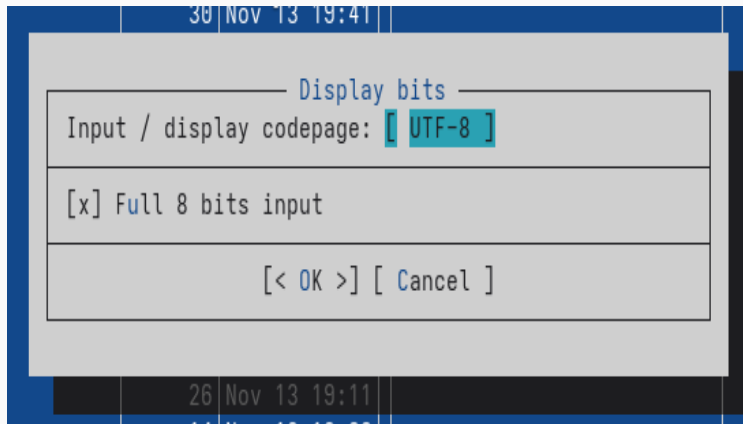 30 Nov 13 19:41
Display bits
Input / display codepage: [ UTF-8 ]
[x] Full 8 bits input
[< OK >] [ Cancel ]
26 Nov 13 19:11